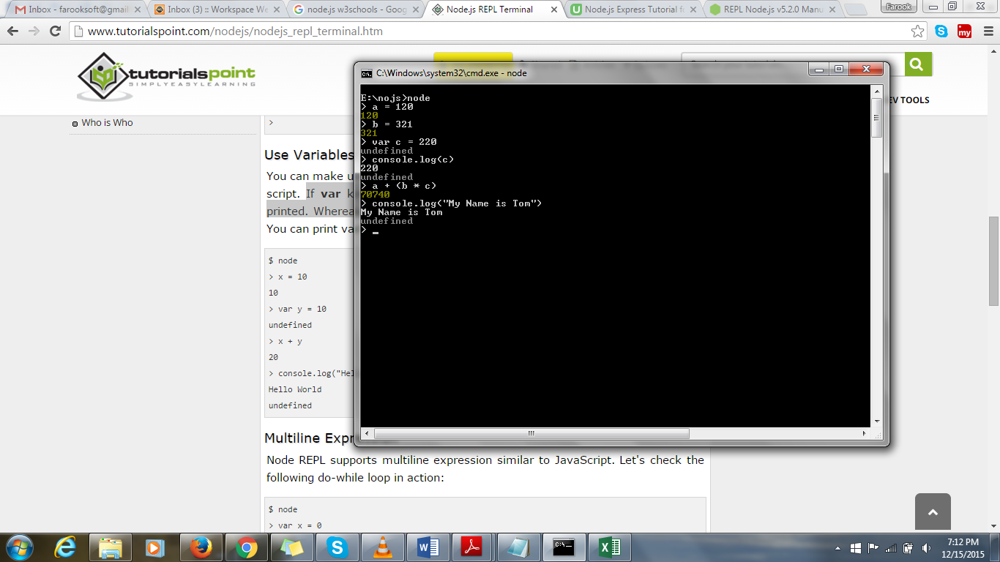 Inbox - farooksoft@gmail
Inbox (3) :: Workspace We
node.js w3schools - Goog
Node.js REPL Terminal
Node.js Express Tutorial fo
REPL Node.js v5.2.0 Manu
Farook
www.tutorialspoint.com/nodejs/nodejs_repl_terminal.htm
my
tutorialspoint
SIMPLYEASYLEARNING
EV TOOLS
Who is Who
>
Use Variables
You can make u
script. If var k
printed. Wherea
You can print va
$ node
> x = 10
10
> var y = 10
undefined
> x + y
20
> console.log("Hel
Hello World
undefined
Multiline Expr
Node REPL supports multiline expression similar to JavaScript. Let's check the
following do-while loop in action:
$ node
> var x = 0
C:\Windows\system32\cmd.exe - node
E:\nojs>node
> a = 120
120
> b = 321
321
> var c = 220
undefined
> console.log(c)
220
undefined
> a + (b * c)
70740
> console.log("My Name is Tom")
My Name is Tom
undefined
> _
7:12 PM
12/15/2015